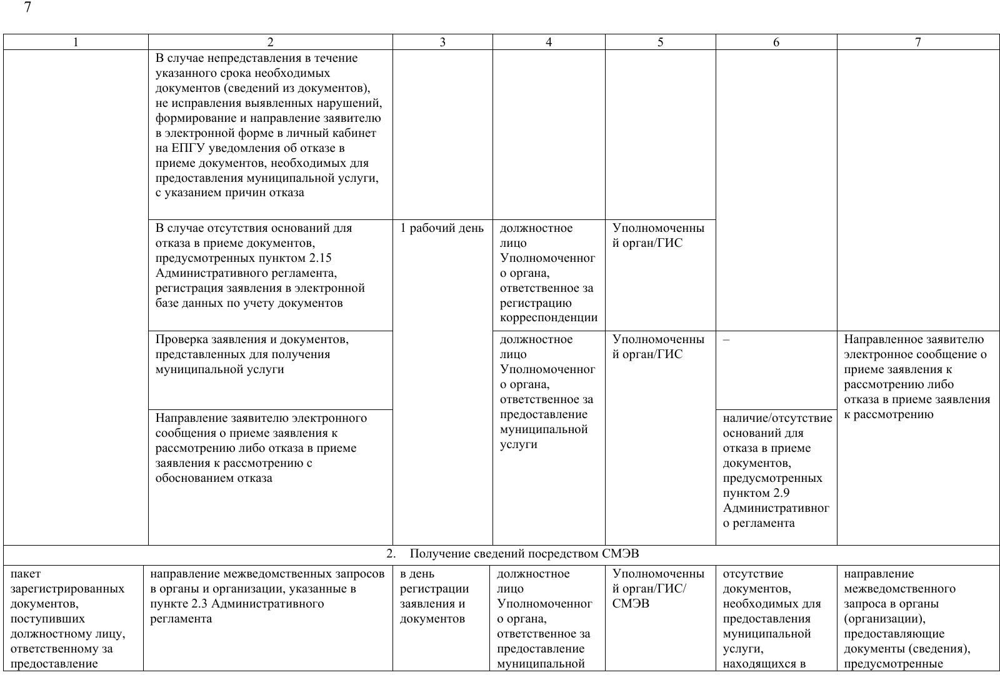 7
1
2
3
4
5
6
7
В случае непредставления в течение
указанного срока необходимых
документов (сведений из документов),
не исправления выявленных нарушений,
формирование и направление заявителю
в электронной форме в личный кабинет
на ЕПГУ уведомления об отказе в
приеме документов, необходимых для
предоставления муниципальной услуги,
с указанием причин отказа
В случае отсутствия оснований для
отказа в приеме документов,
предусмотренных пунктом 2.15
Административного регламента,
регистрация заявления в электронной
базе данных по учету документов
1 рабочий день
должностное
лицо
Уполномоченног
о органа,
ответственное за
регистрацию
корреспонденции
Уполномоченны
й орган/ГИС
Проверка заявления и документов,
представленных для получения
муниципальной услуги
должностное
лицо
Уполномоченног
о органа,
ответственное за
предоставление
муниципальной
услуги
Уполномоченны
й орган/ГИС
–
Направленное заявителю
электронное сообщение о
приеме заявления к
рассмотрению либо
отказа в приеме заявления
к рассмотрению
Направление заявителю электронного
сообщения о приеме заявления к
рассмотрению либо отказа в приеме
заявления к рассмотрению с
обоснованием отказа
наличие/отсутствие
оснований для
отказа в приеме
документов,
предусмотренных
пунктом 2.9
Административног
о регламента
2. Получение сведений посредством СМЭВ
пакет
зарегистрированных
документов,
поступивших
должностному лицу,
ответственному за
предоставление
направление межведомственных запросов
в органы и организации, указанные в
пункте 2.3 Административного
регламента
в день
регистрации
заявления и
документов
должностное
лицо
Уполномоченног
о органа,
ответственное за
предоставление
муниципальной
Уполномоченны
й орган/ГИС/
СМЭВ
отсутствие
документов,
необходимых для
предоставления
муниципальной
услуги,
находящихся в
направление
межведомственного
запроса в органы
(организации),
предоставляющие
документы (сведения),
предусмотренные